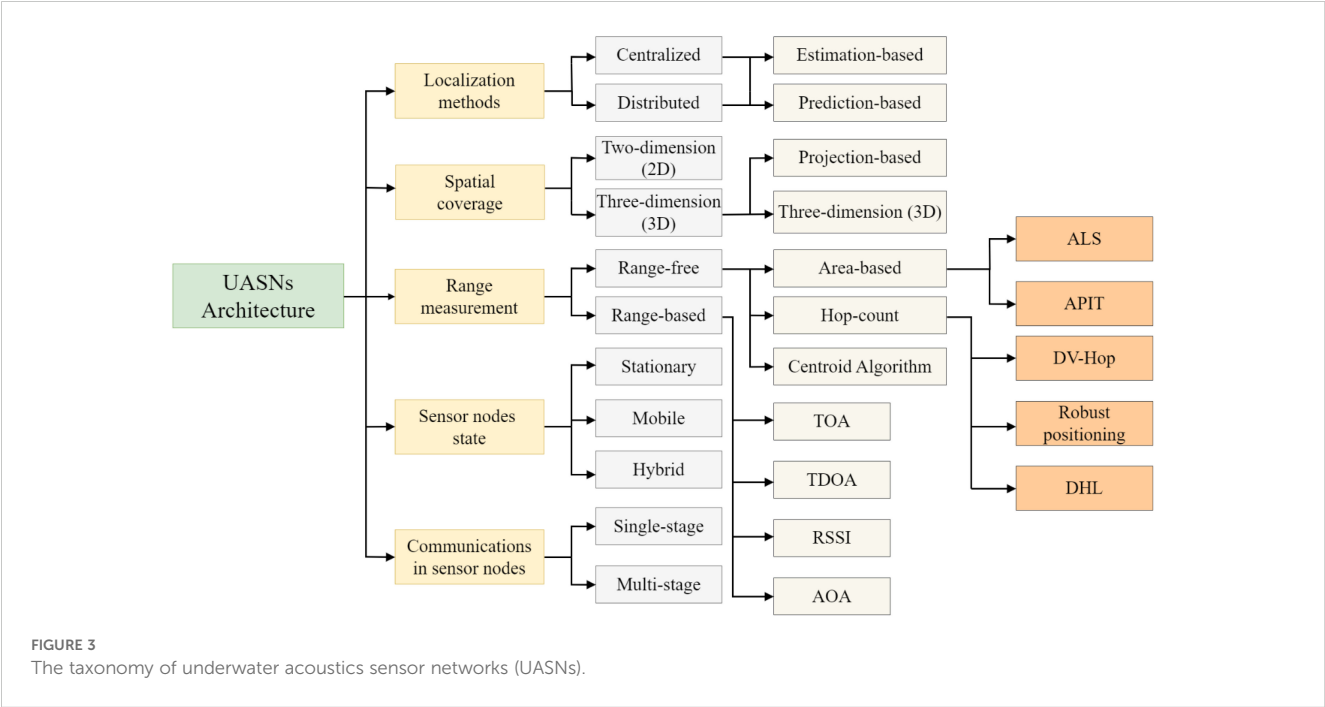 UASNs
Architecture
Localization
methods
Spatial
coverage
Range
measurement
Sensor nodes
state
Communications
in sensor nodes
Centralized
Distributed
Two-dimension
(2D)
Three-dimension
(3D)
Range-free
Range-based
Stationary
Mobile
Hybrid
Single-stage
Multi-stage
Estimation-based
Prediction-based
Projection-based
Three-dimension (3D)
Area-based
Hop-count
Centroid Algorithm
TOA
TDOA
RSSI
AOA
ALS
APIT
DV-Hop
Robust
positioning
DHL
FIGURE 3
The taxonomy of underwater acoustics sensor networks (UASNs).